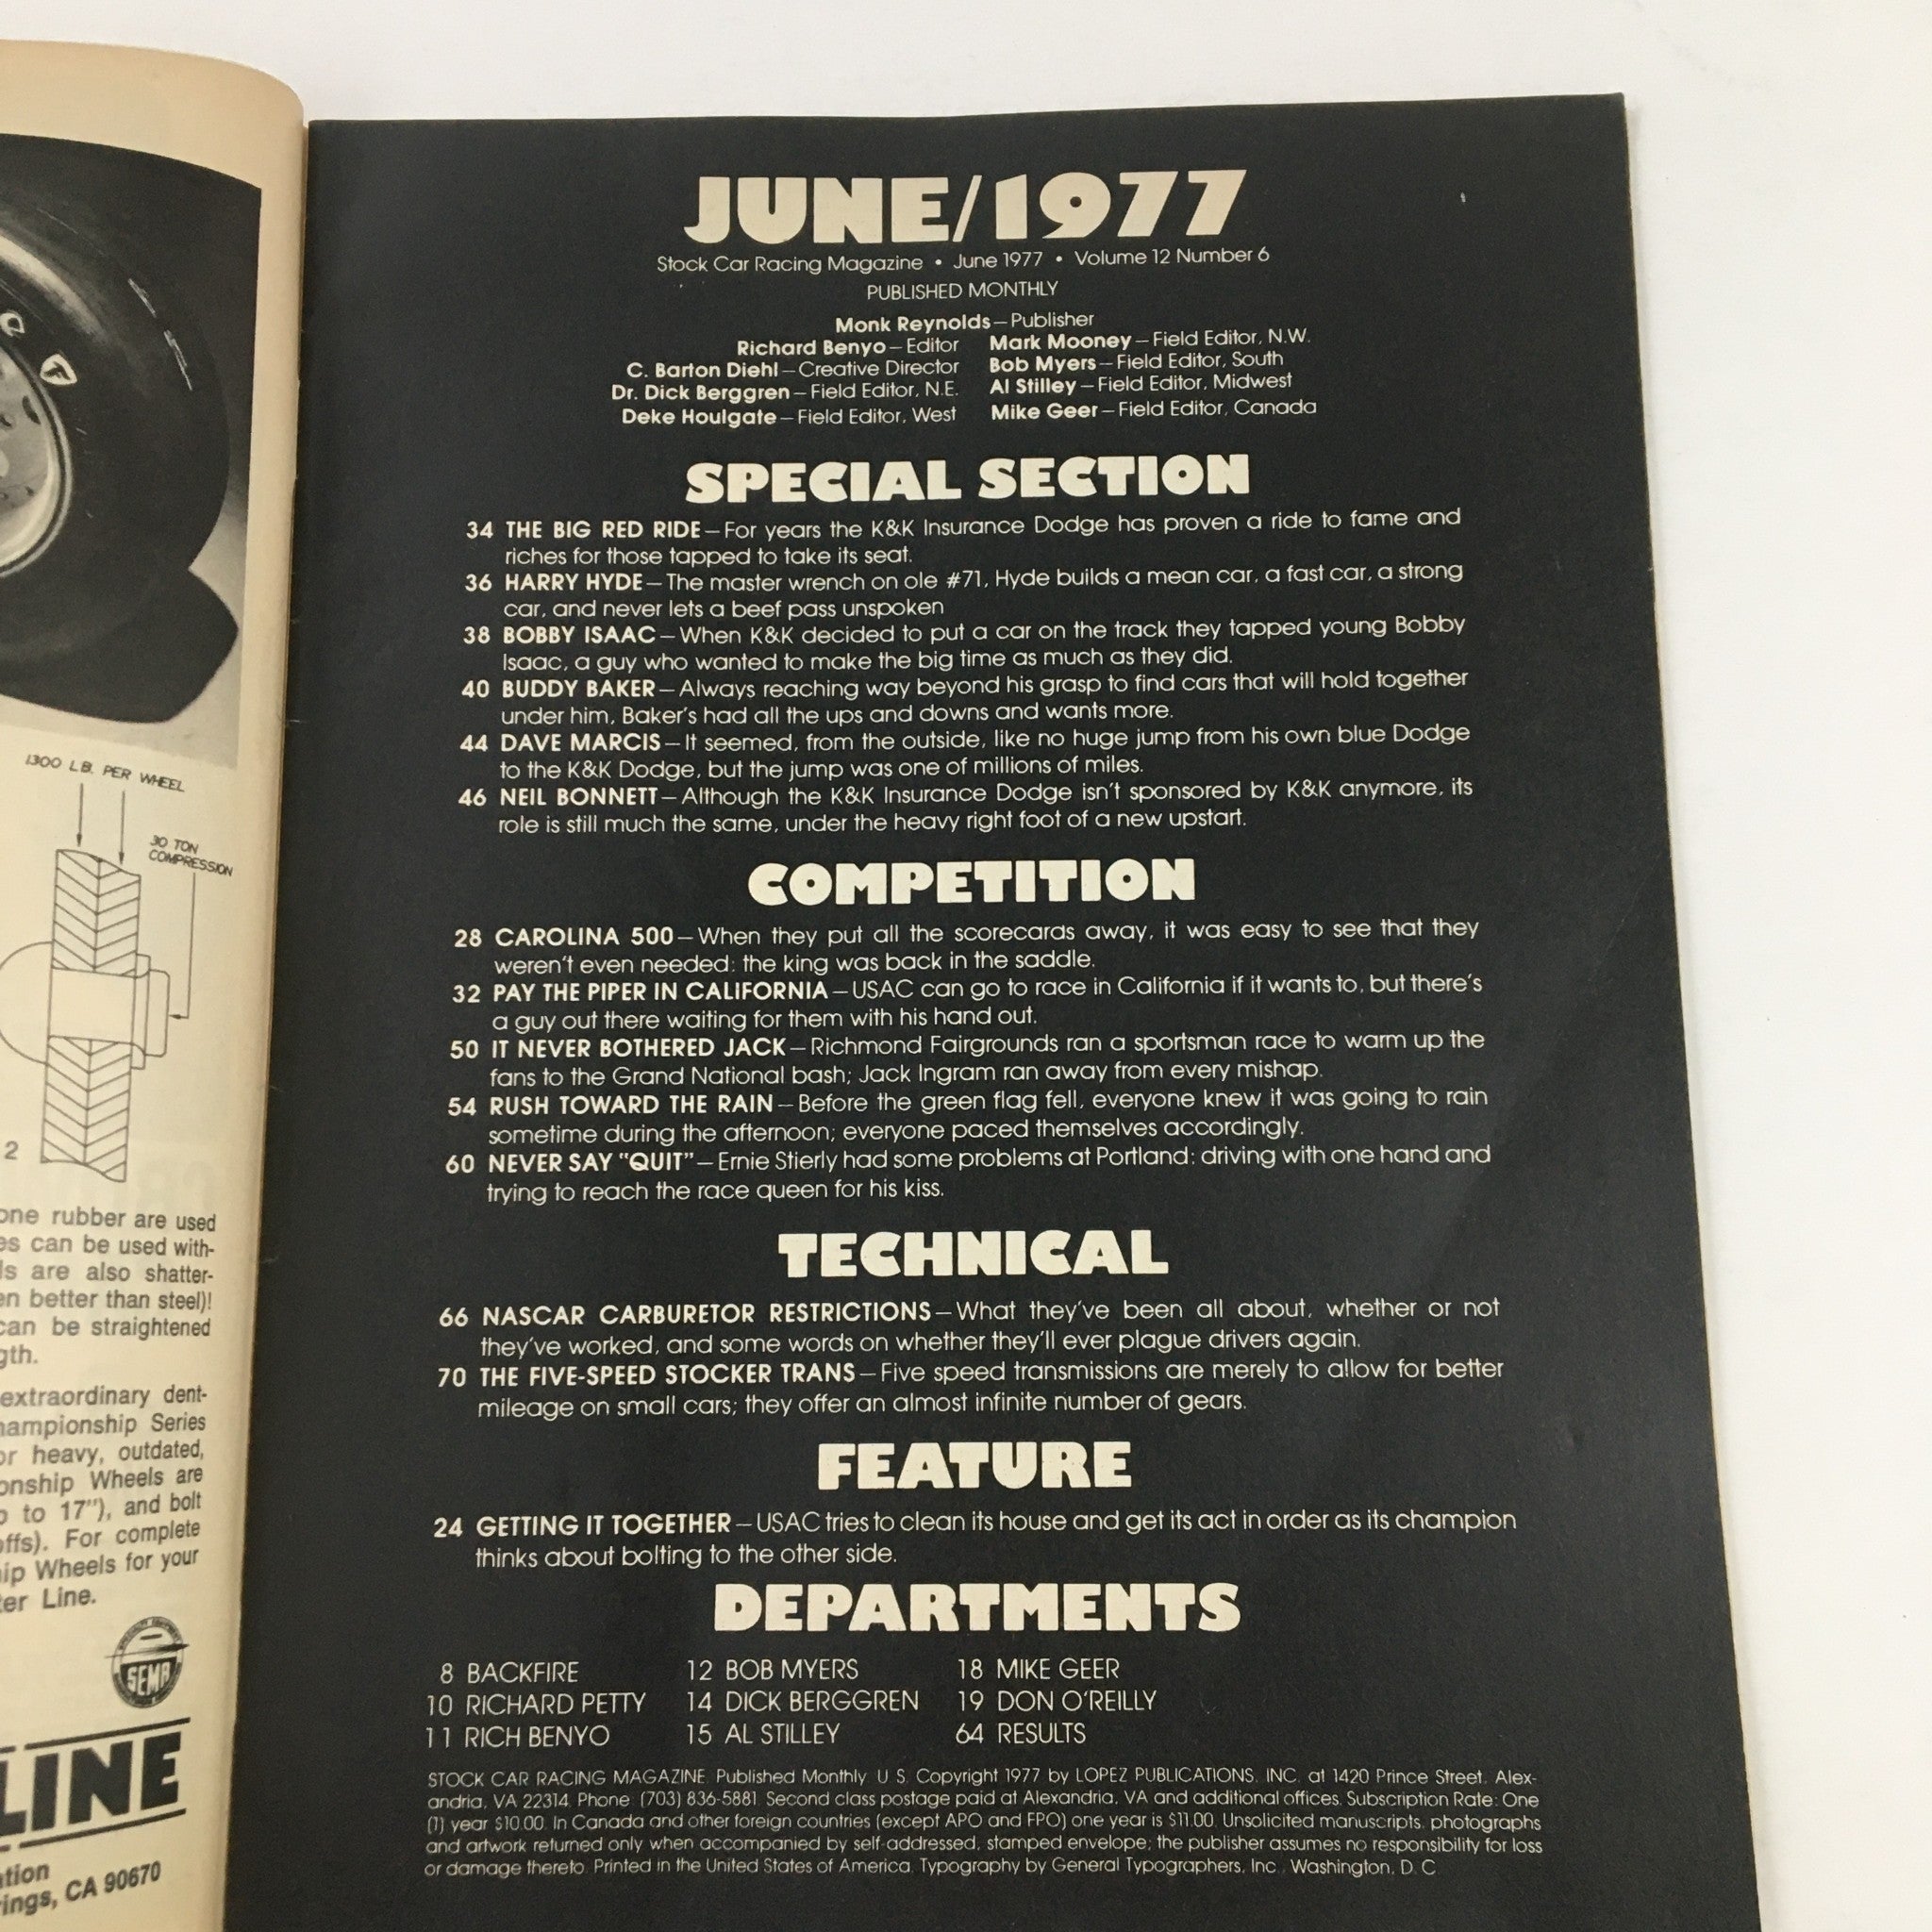 1300 LB. PER WHEEL
30 TON
COMPRESSION
2
one rubber are used
can be used with-
are also shatter-
better than steel)!
can be straightened
extraordinary dent-
Series
heavy, outdated,
Wheels are
to 17"), and bolt
For complete
Wheels for your
Line.
SEMA
LINE
CA 90670
JUNE/1977
Stock Car Racing Magazine • June 1977 • Volume 12 Number 6
PUBLISHED MONTHLY
Monk Reynolds—Publisher
Richard Benyo—Editor
C. Barton Diehl—Creative Director
Dr. Dick Berggren—Field Editor, N.E.
Deke Houlgate—Field Editor, West
Mark Mooney—Field Editor, N.W.
Bob Myers—Field Editor, South
Al Stilley—Field Editor, Midwest
Mike Geer—Field Editor, Canada
SPECIAL SECTION
34 THE BIG RED RIDE—For years the K&K Insurance Dodge has proven a ride to fame and
riches for those tapped to take its seat.
36 HARRY HYDE—The master wrench on ole #71, Hyde builds a mean car, a fast car, a strong
car, and never lets a beef pass unspoken
38 BOBBY ISAAC—When K&K decided to put a car on the track they tapped young Bobby
Isaac, a guy who wanted to make the big time as much as they did.
40 BUDDY BAKER—Always reaching way beyond his grasp to find cars that will hold together
under him, Baker's had all the ups and downs and wants more.
44 DAVE MARCIS—It seemed, from the outside, like no huge jump from his own blue Dodge
to the K&K Dodge, but the jump was one of millions of miles.
46 NEIL BONNETT—Although the K&K Insurance Dodge isn't sponsored by K&K anymore, its
role is still much the same, under the heavy right foot of a new upstart.
COMPETITION
28 CAROLINA 500—When they put all the scorecards away, it was easy to see that they
weren't even needed: the king was back in the saddle.
32 PAY THE PIPER IN CALIFORNIA—USAC can go to race in California if it wants to, but there's
a guy out there waiting for them with his hand out.
50 IT NEVER BOTHERED JACK—Richmond Fairgrounds ran a sportsman race to warm up the
fans to the Grand National bash; Jack Ingram ran away from every mishap.
54 RUSH TOWARD THE RAIN—Before the green flag fell, everyone knew it was going to rain
sometime during the afternoon; everyone paced themselves accordingly.
60 NEVER SAY "QUIT"—Ernie Stierly had some problems at Portland: driving with one hand and
trying to reach the race queen for his kiss.
TECHNICAL
66 NASCAR CARBURETOR RESTRICTIONS—What they've been all about, whether or not
they've worked, and some words on whether they'll ever plague drivers again.
70 THE FIVE-SPEED STOCKER TRANS—Five speed transmissions are merely to allow for better
mileage on small cars; they offer an almost infinite number of gears.
FEATURE
24 GETTING IT TOGETHER—USAC tries to clean its house and get its act in order as its champion
thinks about bolting to the other side.
DEPARTMENTS
8 BACKFIRE
10 RICHARD PETTY
11 RICH BENYO
12 BOB MYERS
14 DICK BERGGREN
15 AL STILLEY
18 MIKE GEER
19 DON O'REILLY
64 RESULTS
STOCK CAR RACING MAGAZINE. Published Monthly U S. Copyright 1977 by LOPEZ PUBLICATIONS, INC. at 1420 Prince Street, Alex-
andria, VA 22314. Phone: (703) 836-5881. Second class postage paid at Alexandria, VA and additional offices. Subscription Rate: One
(1) year $10.00. In Canada and other foreign countries (except APO and FPO) one year is $11.00. Unsolicited manuscripts, photographs
and artwork returned only when accompanied by self-addressed, stamped envelope; the publisher assumes no responsibility for loss
or damage thereto. Printed in the United States of America. Typography by General Typographers, Inc., Washington, D. C